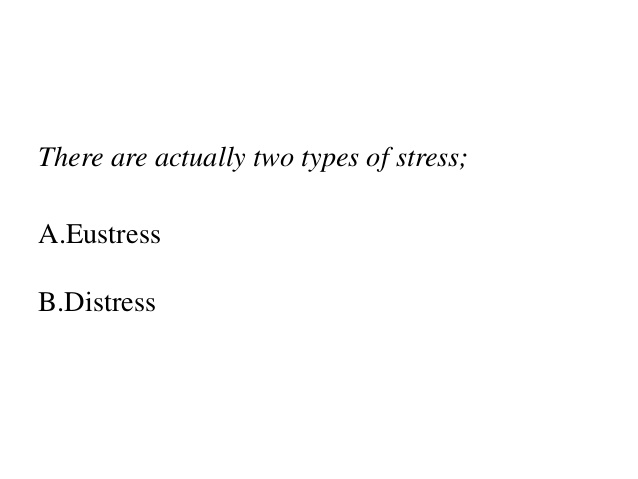 There are actually two types of stress;
A.Eustress
B.Distress